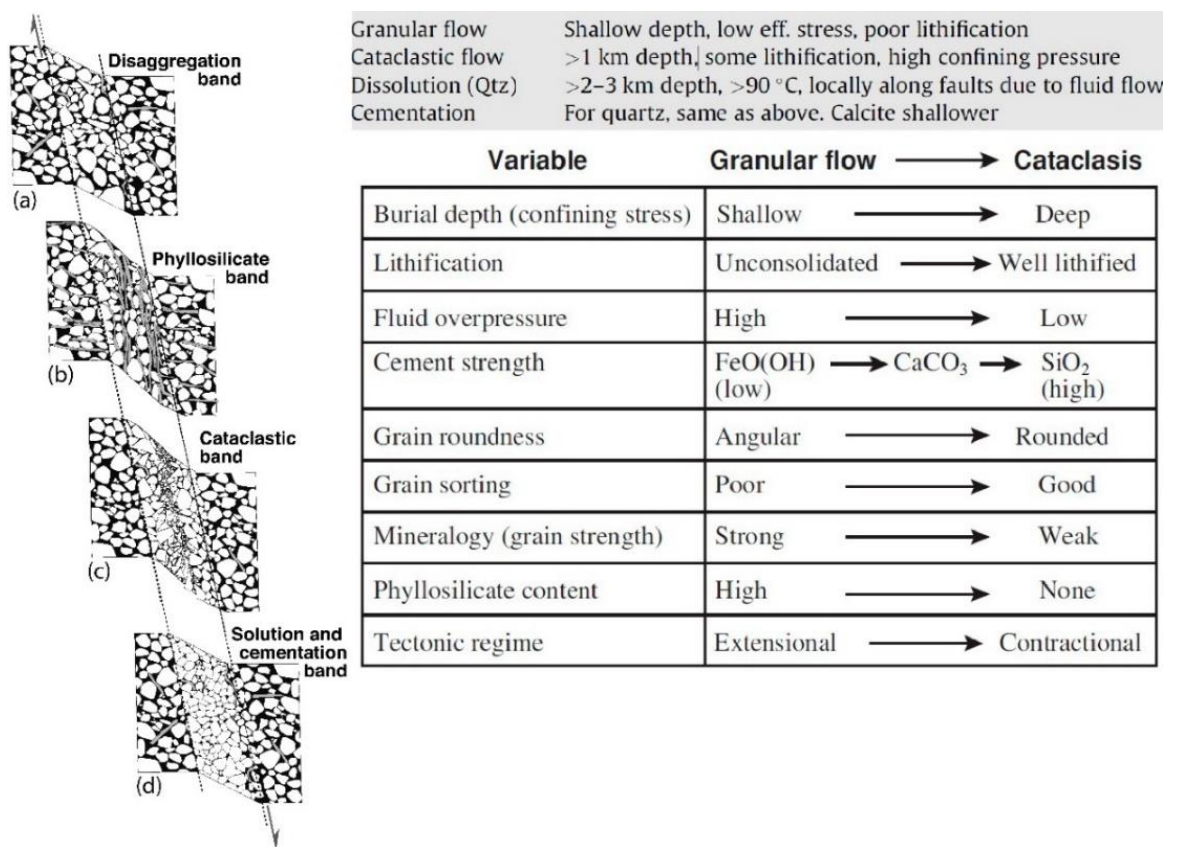 Disaggregation
band
(a)
Phyllosilicate
band
(b)
Cataclastic
band
(c)
Solution and
cementation
band
(d)
Granular flow Shallow depth, low eff. stress, poor lithification
Cataclastic flow >1 km depth, some lithification, high confining pressure
Dissolution (Qtz) >2–3 km depth, >90 °C, locally along faults due to fluid flow
Cementation For quartz, same as above. Calcite shallower
Variable Granular flow → Cataclasis
Burial depth (confining stress) Shallow → Deep
Lithification Unconsolidated → Well lithified
Fluid overpressure High → Low
Cement strength FeO(OH) → CaCO₃ → SiO₂
(low) (high)
Grain roundness Angular → Rounded
Grain sorting Poor → Good
Mineralogy (grain strength) Strong → Weak
Phyllosilicate content High → None
Tectonic regime Extensional → Contractional